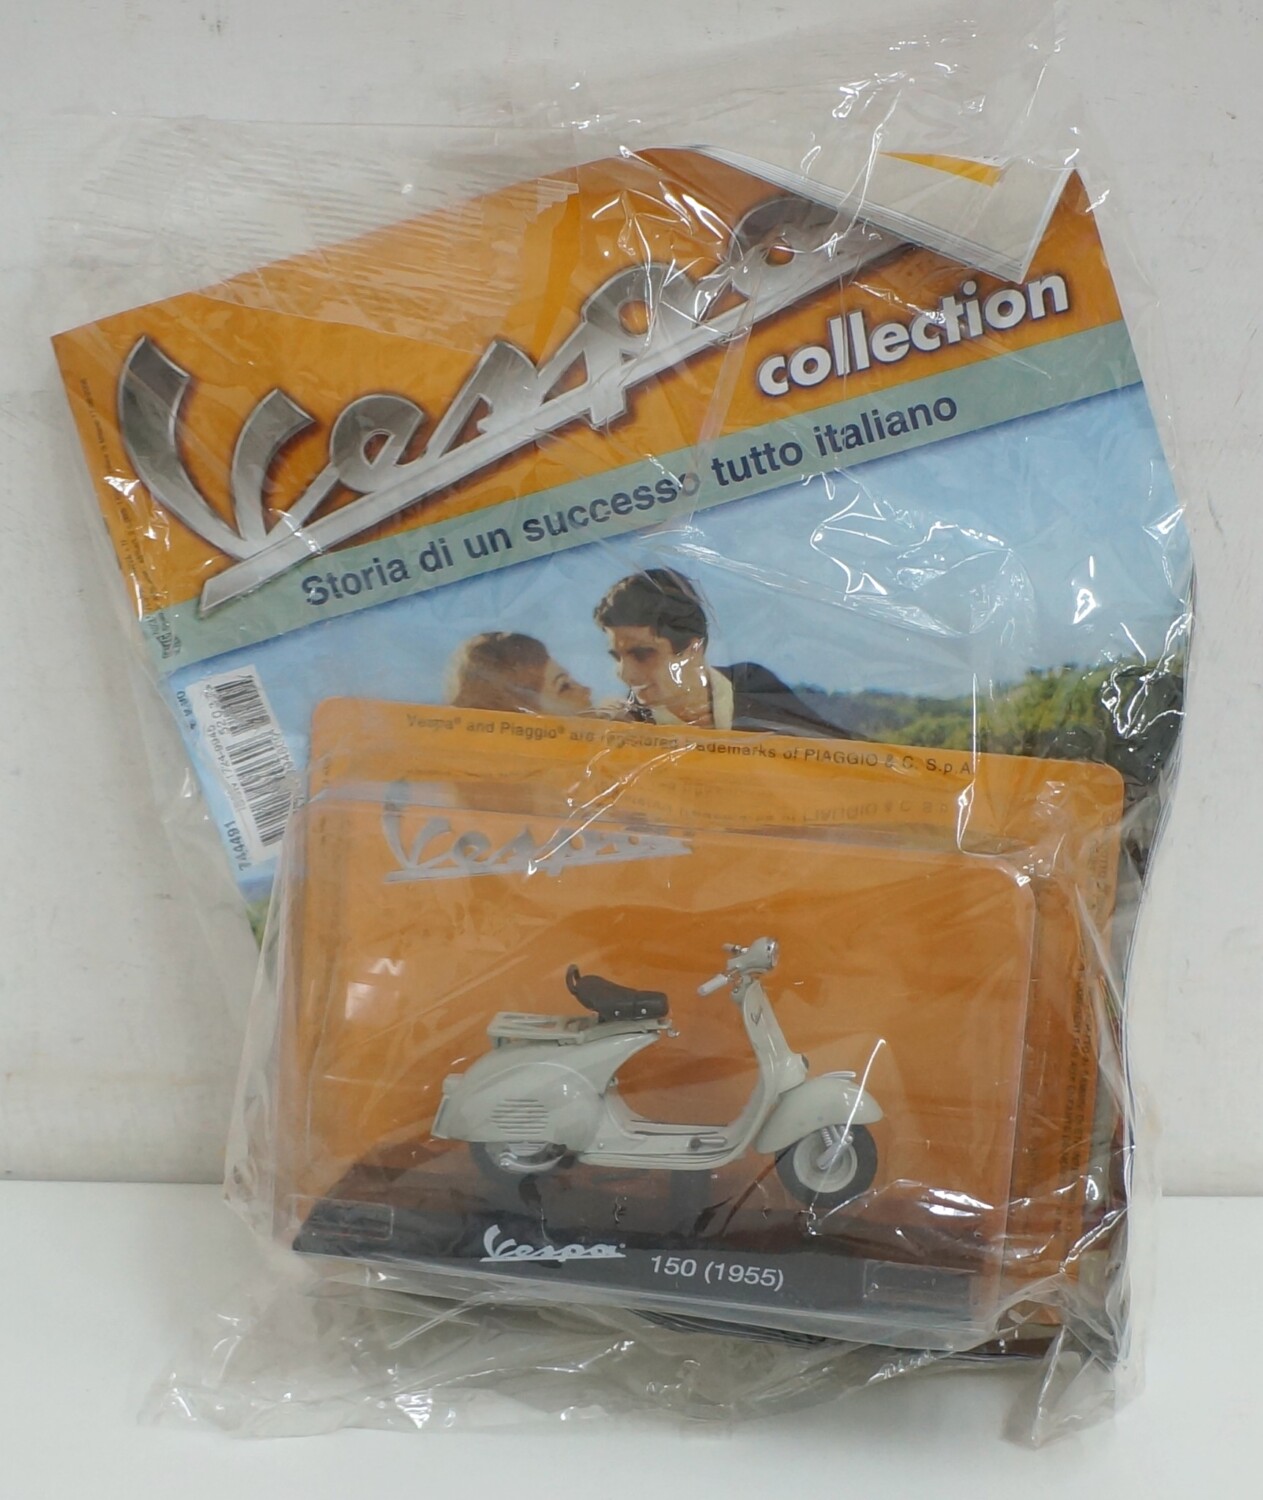 Vespa
collection
Storia di un successo tutto italiano
744491
Vespa® and Piaggio® are registered trademarks of PIAGGIO & C. S.p.A
Vespa
Vespa 150 (1955)